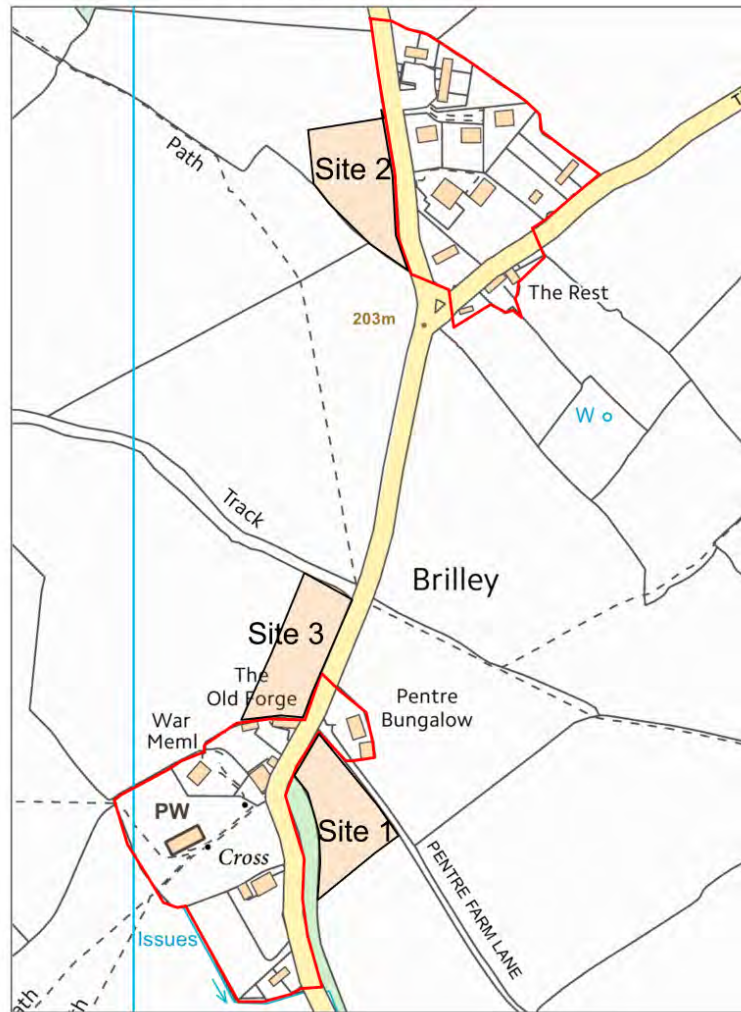 Path
Site 2
T
The Rest
203m
W
Track
Brilley
Site 3
The
Old Forge
Pentre
Bungalow
War
Meml
PW
Site 1
Cross
PENTRE FARM LANE
Issues
ath